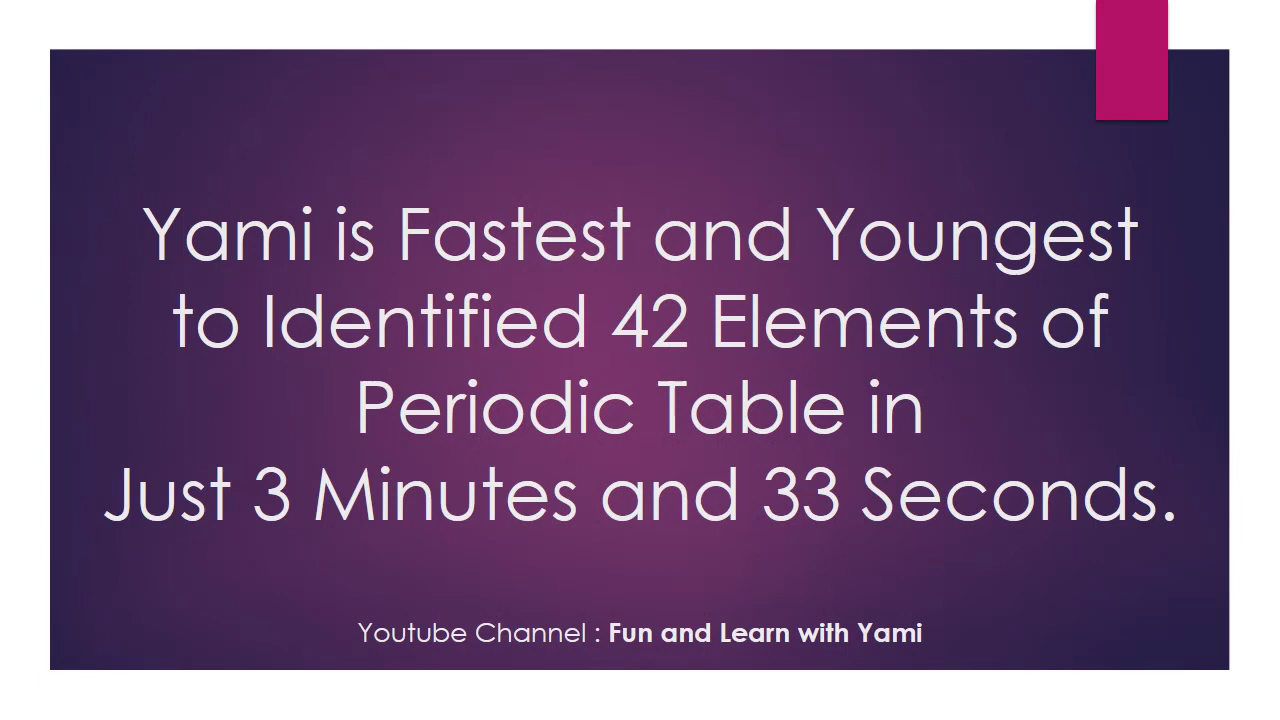 Yami is Fastest and Youngest
to Identified 42 Elements of
Periodic Table in
Just 3 Minutes and 33 Seconds.
Youtube Channel : Fun and Learn with Yami